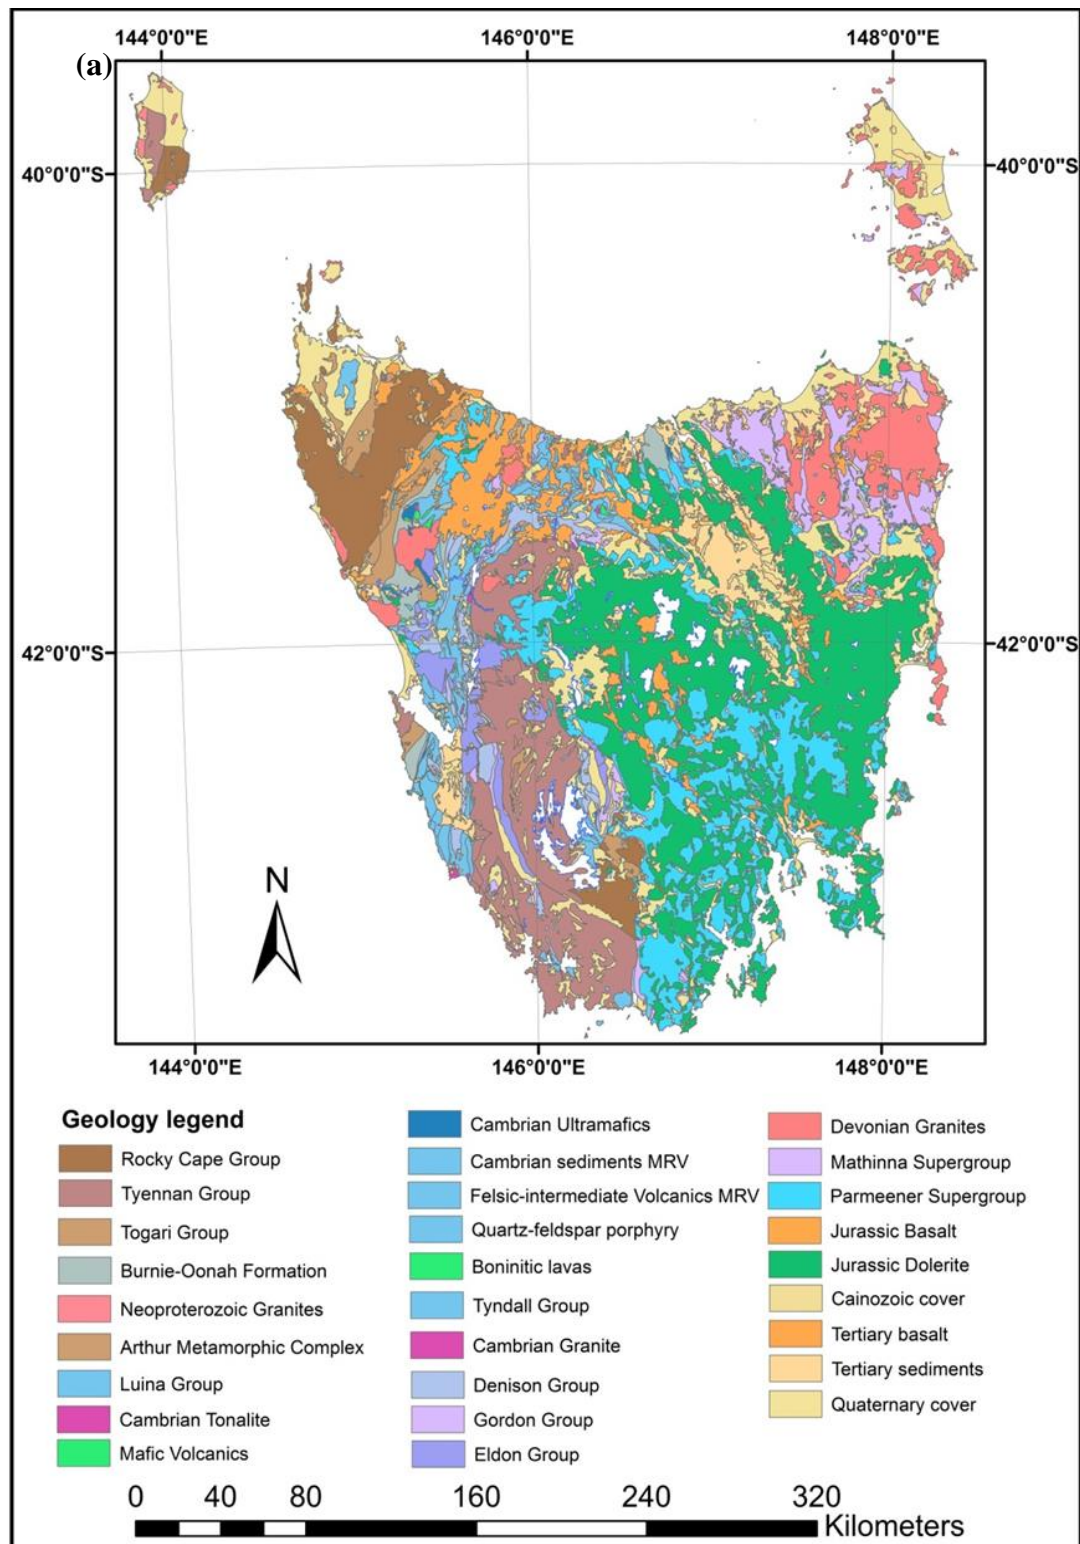 144°0'0"E 146°0'0"E 148°0'0"E
(a)
40°0'0"S 40°0'0"S
42°0'0"S 42°0'0"S
N
144°0'0"E 146°0'0"E 148°0'0"E
Geology legend
Rocky Cape Group
Tyennan Group
Togari Group
Burnie-Oonah Formation
Neoproterozoic Granites
Arthur Metamorphic Complex
Luina Group
Cambrian Tonalite
Mafic Volcanics
Cambrian Ultramafics
Cambrian sediments MRV
Felsic-intermediate Volcanics MRV
Quartz-feldspar porphyry
Boninitic lavas
Tyndall Group
Cambrian Granite
Denison Group
Gordon Group
Eldon Group
Devonian Granites
Mathinna Supergroup
Parmeener Supergroup
Jurassic Basalt
Jurassic Dolerite
Cainozoic cover
Tertiary basalt
Tertiary sediments
Quaternary cover
0 40 80 160 240 320
Kilometers